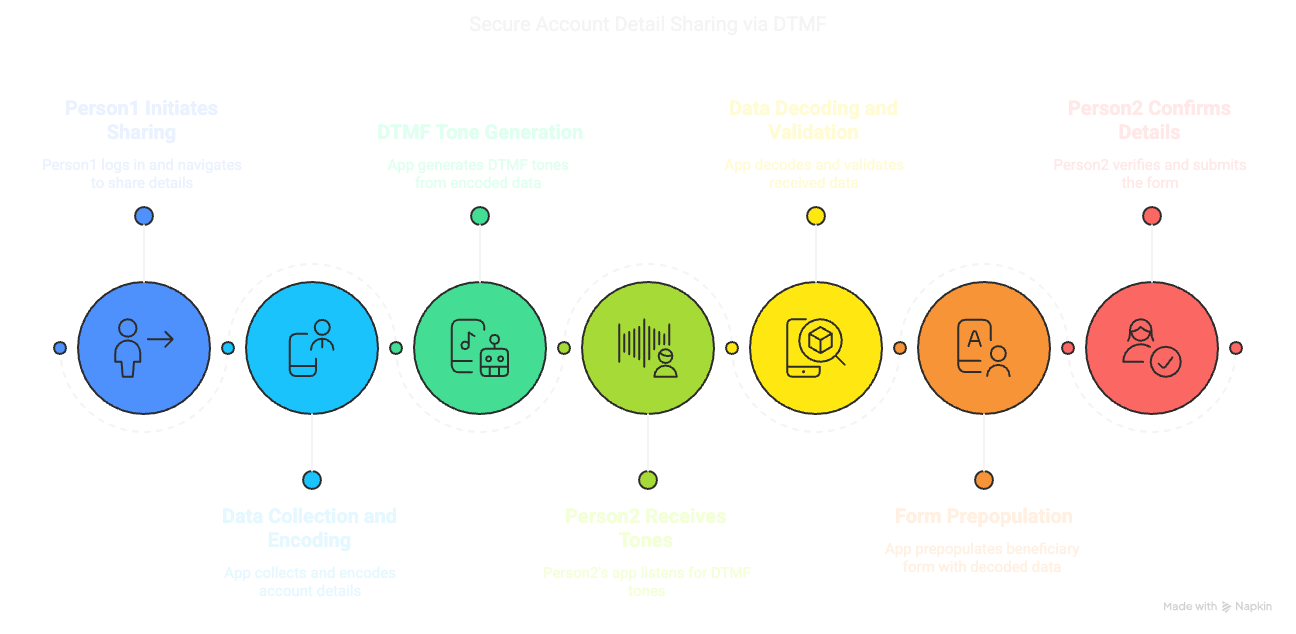 Secure Account Detail Sharing via DTMF
Person1 Initiates
Sharing
Person1 logs in and navigates
to share details
DTMF Tone Generation
App generates DTMF tones
from encoded data
Data Decoding and
Validation
App decodes and validates
received data
Person2 Confirms
Details
Person2 verifies and submits
the form
A
Data Collection and
Encoding
App collects and encodes
account details
Person2 Receives
Tones
Person2's app listens for DTMF
tones
Form Prepopulation
App prepopulates beneficiary
form with decoded data
Made with Napkin